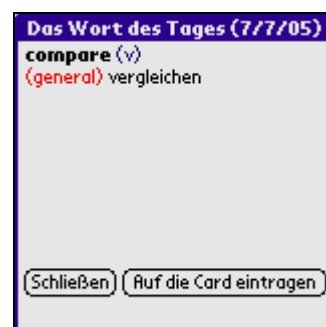 Das Wort des Tages (7/7/05)
compare (v)
(general) vergleichen
Schließen Auf die Card eintragen